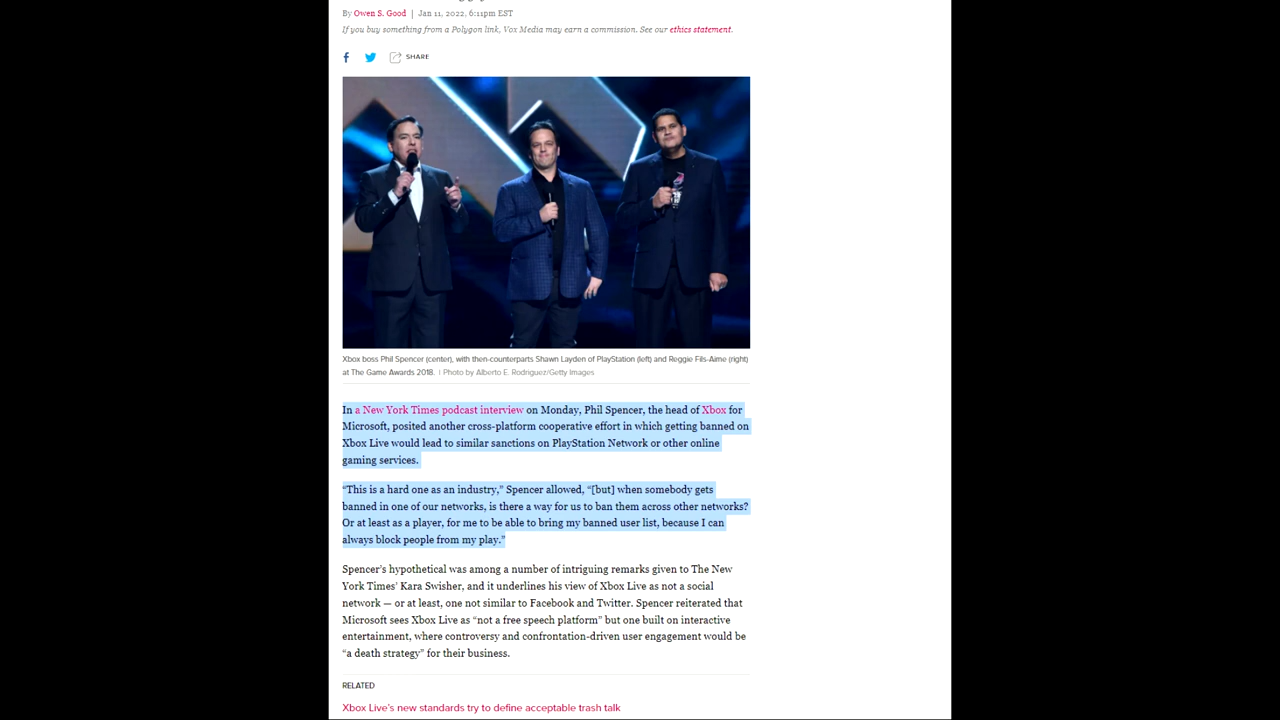 By Owen S. Good | Jan 11, 2022, 6:11pm EST
If you buy something from a Polygon link, Vox Media may earn a commission. See our ethics statement.
SHARE
Xbox boss Phil Spencer (center), with then-counterparts Shawn Layden of PlayStation (left) and Reggie Fils-Aime (right)
at The Game Awards 2018. | Photo by Alberto E. Rodriguez/Getty Images
In a New York Times podcast interview on Monday, Phil Spencer, the head of Xbox for
Microsoft, posited another cross-platform cooperative effort in which getting banned on
Xbox Live would lead to similar sanctions on PlayStation Network or other online
gaming services.
“This is a hard one as an industry,” Spencer allowed, “[but] when somebody gets
banned in one of our networks, is there a way for us to ban them across other networks?
Or at least as a player, for me to be able to bring my banned user list, because I can
always block people from my play.”
Spencer’s hypothetical was among a number of intriguing remarks given to The New
York Times’ Kara Swisher, and it underlines his view of Xbox Live as not a social
network — or at least, one not similar to Facebook and Twitter. Spencer reiterated that
Microsoft sees Xbox Live as “not a free speech platform” but one built on interactive
entertainment, where controversy and confrontation-driven user engagement would be
“a death strategy” for their business.
RELATED
Xbox Live’s new standards try to define acceptable trash talk